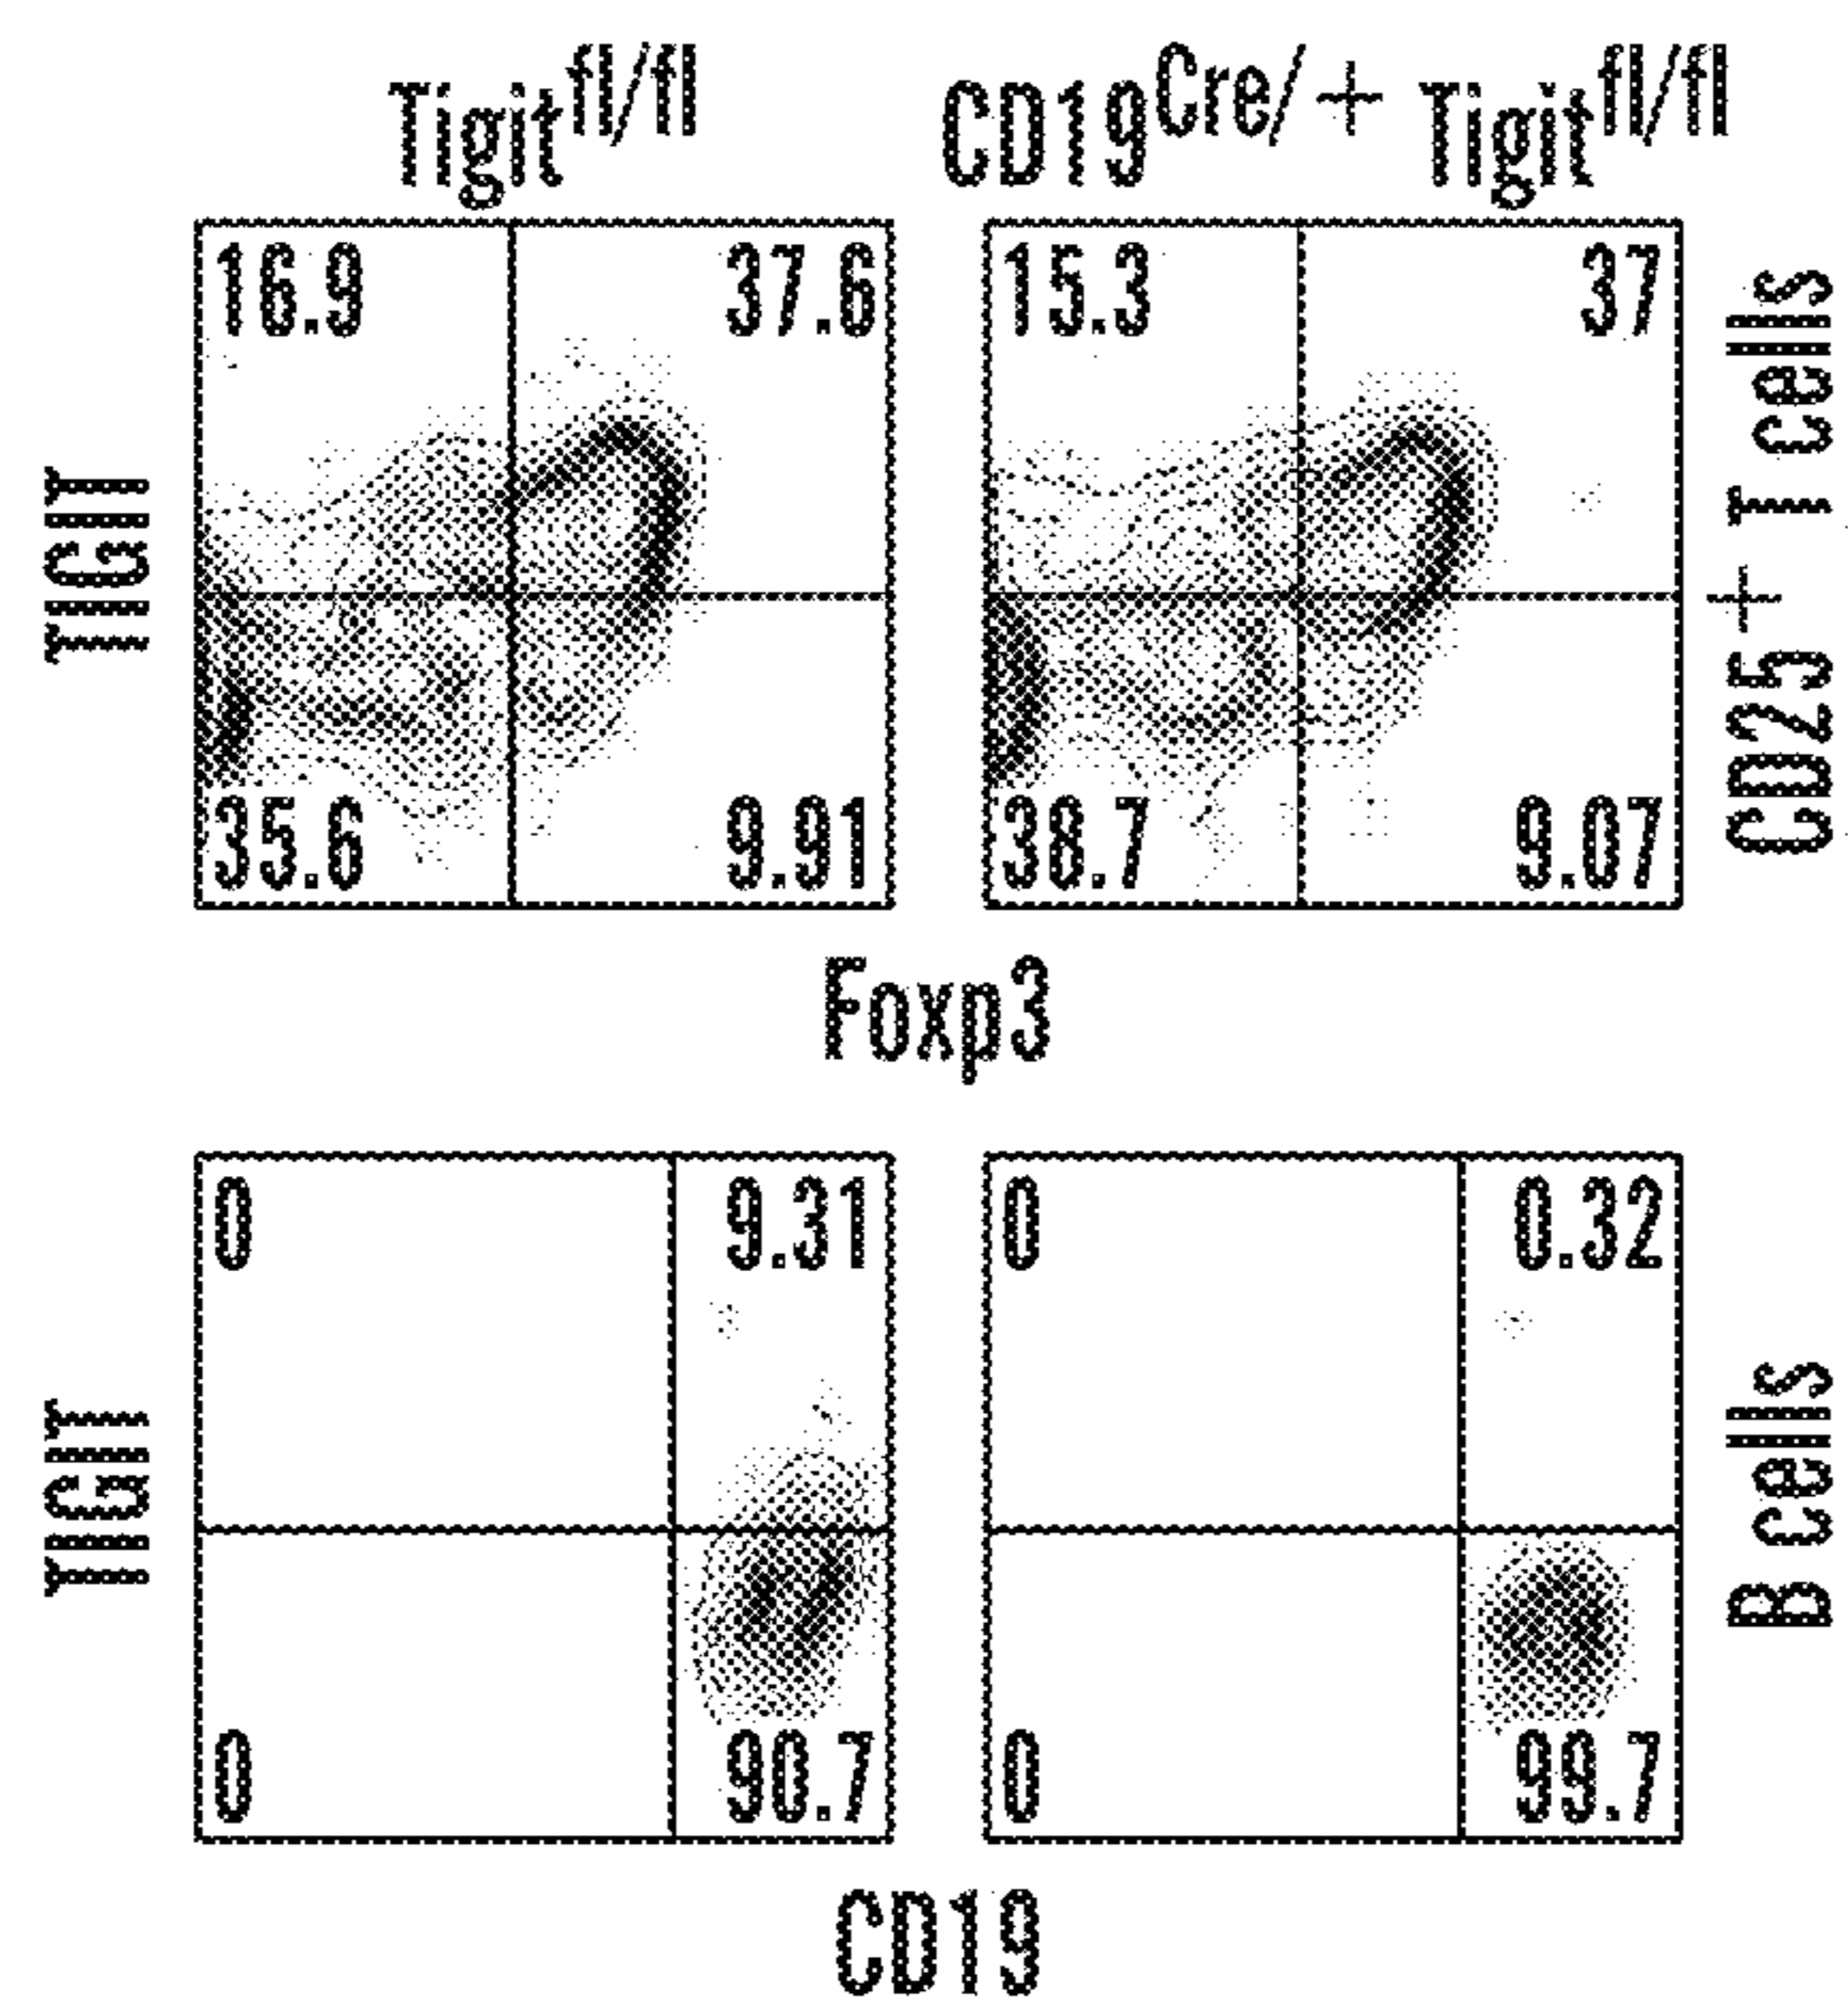 Tigit^fl/fl CD19^Cre/+ Tigit^fl/fl
16.9 37.6 15.3 37
TIGIT
CD25+ T cells
35.6 9.91 38.7 9.07
Foxp3
0 9.31 0 0.32
TIGIT
B cells
0 90.7 0 99.7
CD19